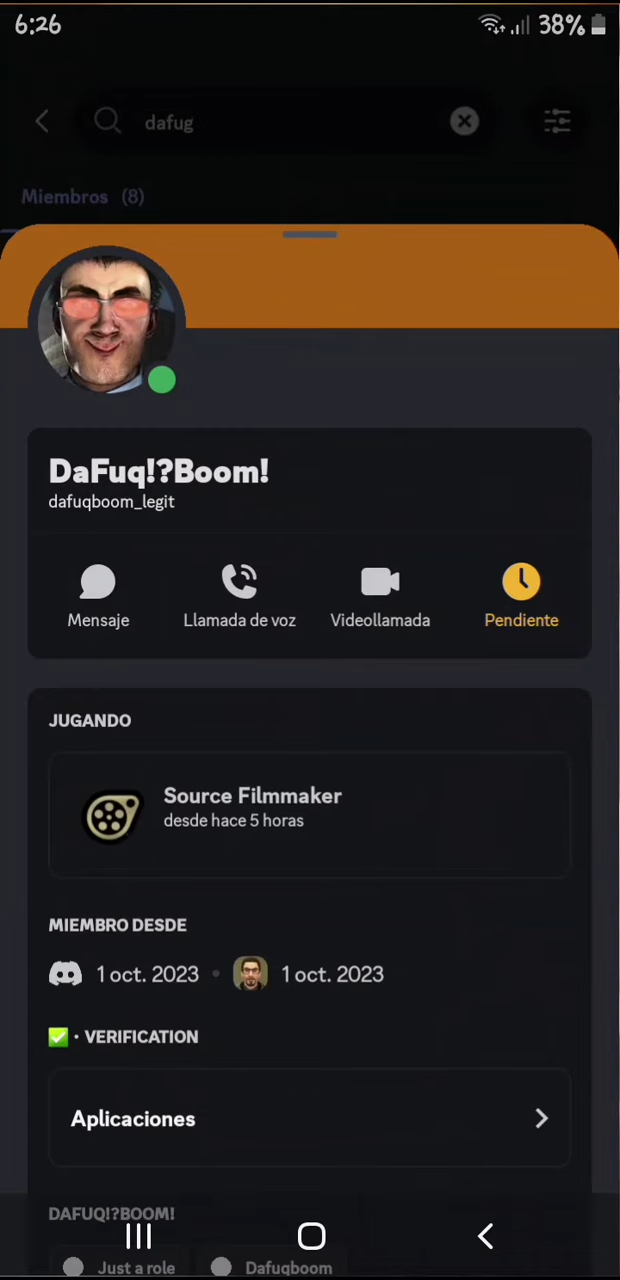 6:26
38%
dafug
Miembros (8)
DaFuq!?Boom!
dafuqboom_legit
Mensaje
Llamada de voz
Videollamada
Pendiente
JUGANDO
Source Filmmaker
desde hace 5 horas
MIEMBRO DESDE
1 oct. 2023 • 1 oct. 2023
✅ · VERIFICATION
Aplicaciones
DAFUQ!?BOOM!
Just a role
Dafuqboom